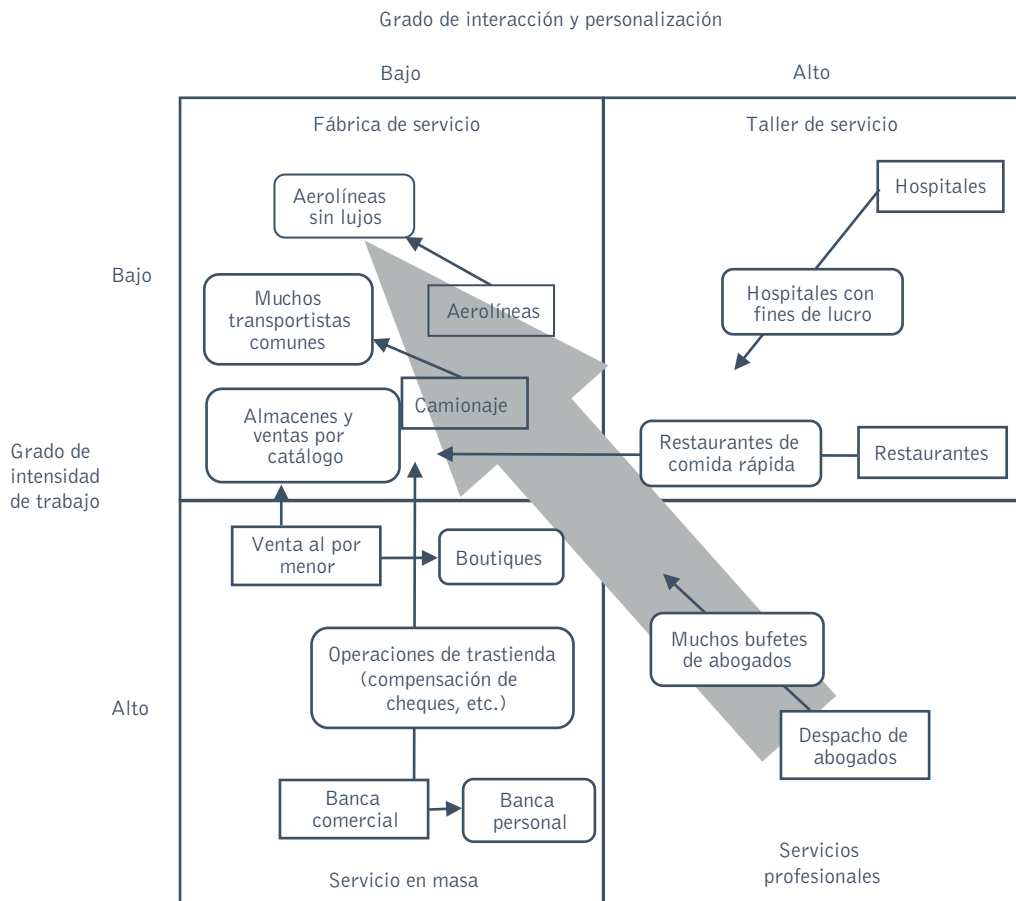 Grado de interacción y personalización
Bajo
Alto
Fábrica de servicio
Taller de servicio
Aerolíneas
sin lujos
Hospitales
Bajo
Muchos
transportistas
comunes
Aerolíneas
Hospitales con
fines de lucro
Camionaje
Almacenes y
ventas por
catálogo
Restaurantes de
comida rápida
Restaurantes
Grado de
intensidad
de trabajo
Venta al por
menor
Boutiques
Operaciones de trastienda
(compensación de
cheques, etc.)
Muchos bufetes
de abogados
Alto
Despacho de
abogados
Banca
comercial
Banca
personal
Servicio en masa
Servicios
profesionales